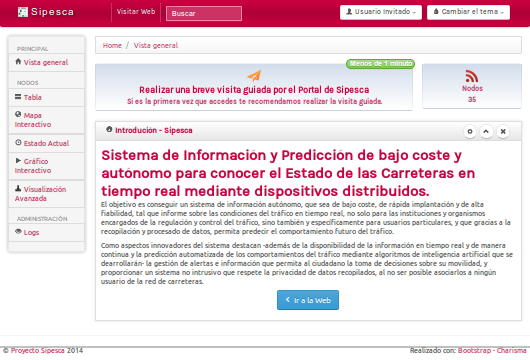 Sipesca
Visitar Web
Buscar
Usuario Invitado
Cambiar el tema
PRINCIPAL
Vista general
NODOS
Tabla
Mapa
Interactivo
Estado Actual
Gráfico
Interactivo
Visualización
Avanzada
ADMINISTRACIÓN
Logs
Home / Vista general
Menos de 1 minuto
Realizar una breve visita guiada por el Portal de Sipesca
Si es la primera vez que accedes te recomendamos realizar la visita guiada.
Nodos
35
Introducion - Sipesca
Sistema de Información y Predicción de bajo coste y
autónomo para conocer el Estado de las Carreteras en
tiempo real mediante dispositivos distribuidos.
El objetivo es conseguir un sistema de información autónomo, que sea de bajo coste, de rápida implantación y de alta
fiabilidad, tal que informe sobre las condiciones del tráfico en tiempo real, no solo para las instituciones y organismos
encargados de la regulación y control del tráfico, sino también y específicamente para usuarios particulares, y que gracias a la
recopilación y procesado de datos, permita predecir el comportamiento futuro del tráfico.
Como aspectos innovadores del sistema destacan -además de la disponibilidad de la información en tiempo real y de manera
continua y la predicción automatizada de los comportamientos del tráfico mediante algoritmos de inteligencia artificial que se
dearrollarán- la gestión de alertas e información que permita al ciudadano la toma de decisiones sobre su movilidad, y
proporcionar un sistema no intrusivo que respete la privacidad de datos recopilados, al no ser posible asociarlos a ningún
usuario de la red de carreteras.
Ir a la Web
© Proyecto Sipesca 2014
Realizado con: Bootstrap - Charisma